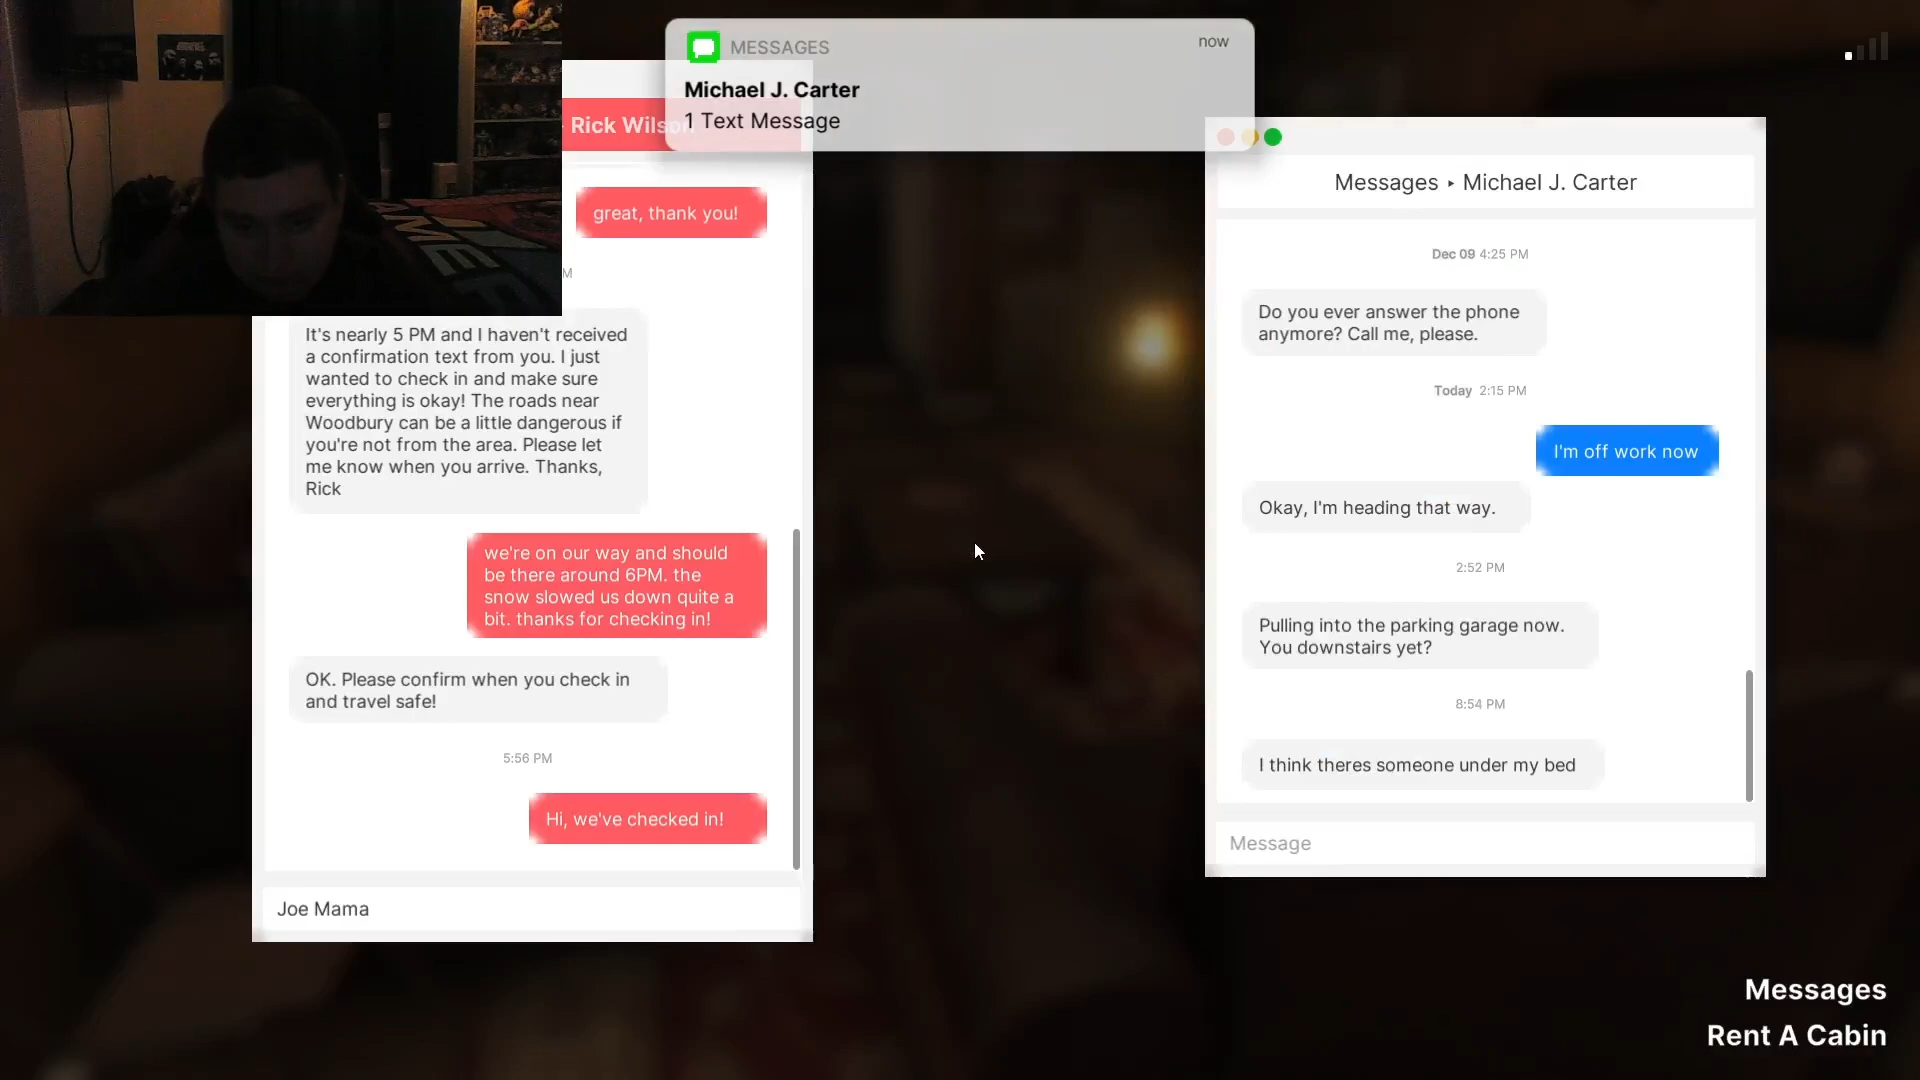 MESSAGES
now
Michael J. Carter
1 Text Message
Rick Wilson
great, thank you!
M
It's nearly 5 PM and I haven't received
a confirmation text from you. I just
wanted to check in and make sure
everything is okay! The roads near
Woodbury can be a little dangerous if
you're not from the area. Please let
me know when you arrive. Thanks,
Rick
we're on our way and should
be there around 6PM. the
snow slowed us down quite a
bit. thanks for checking in!
OK. Please confirm when you check in
and travel safe!
5:56 PM
Hi, we've checked in!
Joe Mama
Messages ▸ Michael J. Carter
Dec 09 4:25 PM
Do you ever answer the phone
anymore? Call me, please.
Today 2:15 PM
I'm off work now
Okay, I'm heading that way.
2:52 PM
Pulling into the parking garage now.
You downstairs yet?
8:54 PM
I think theres someone under my bed
Message
Messages
Rent A Cabin